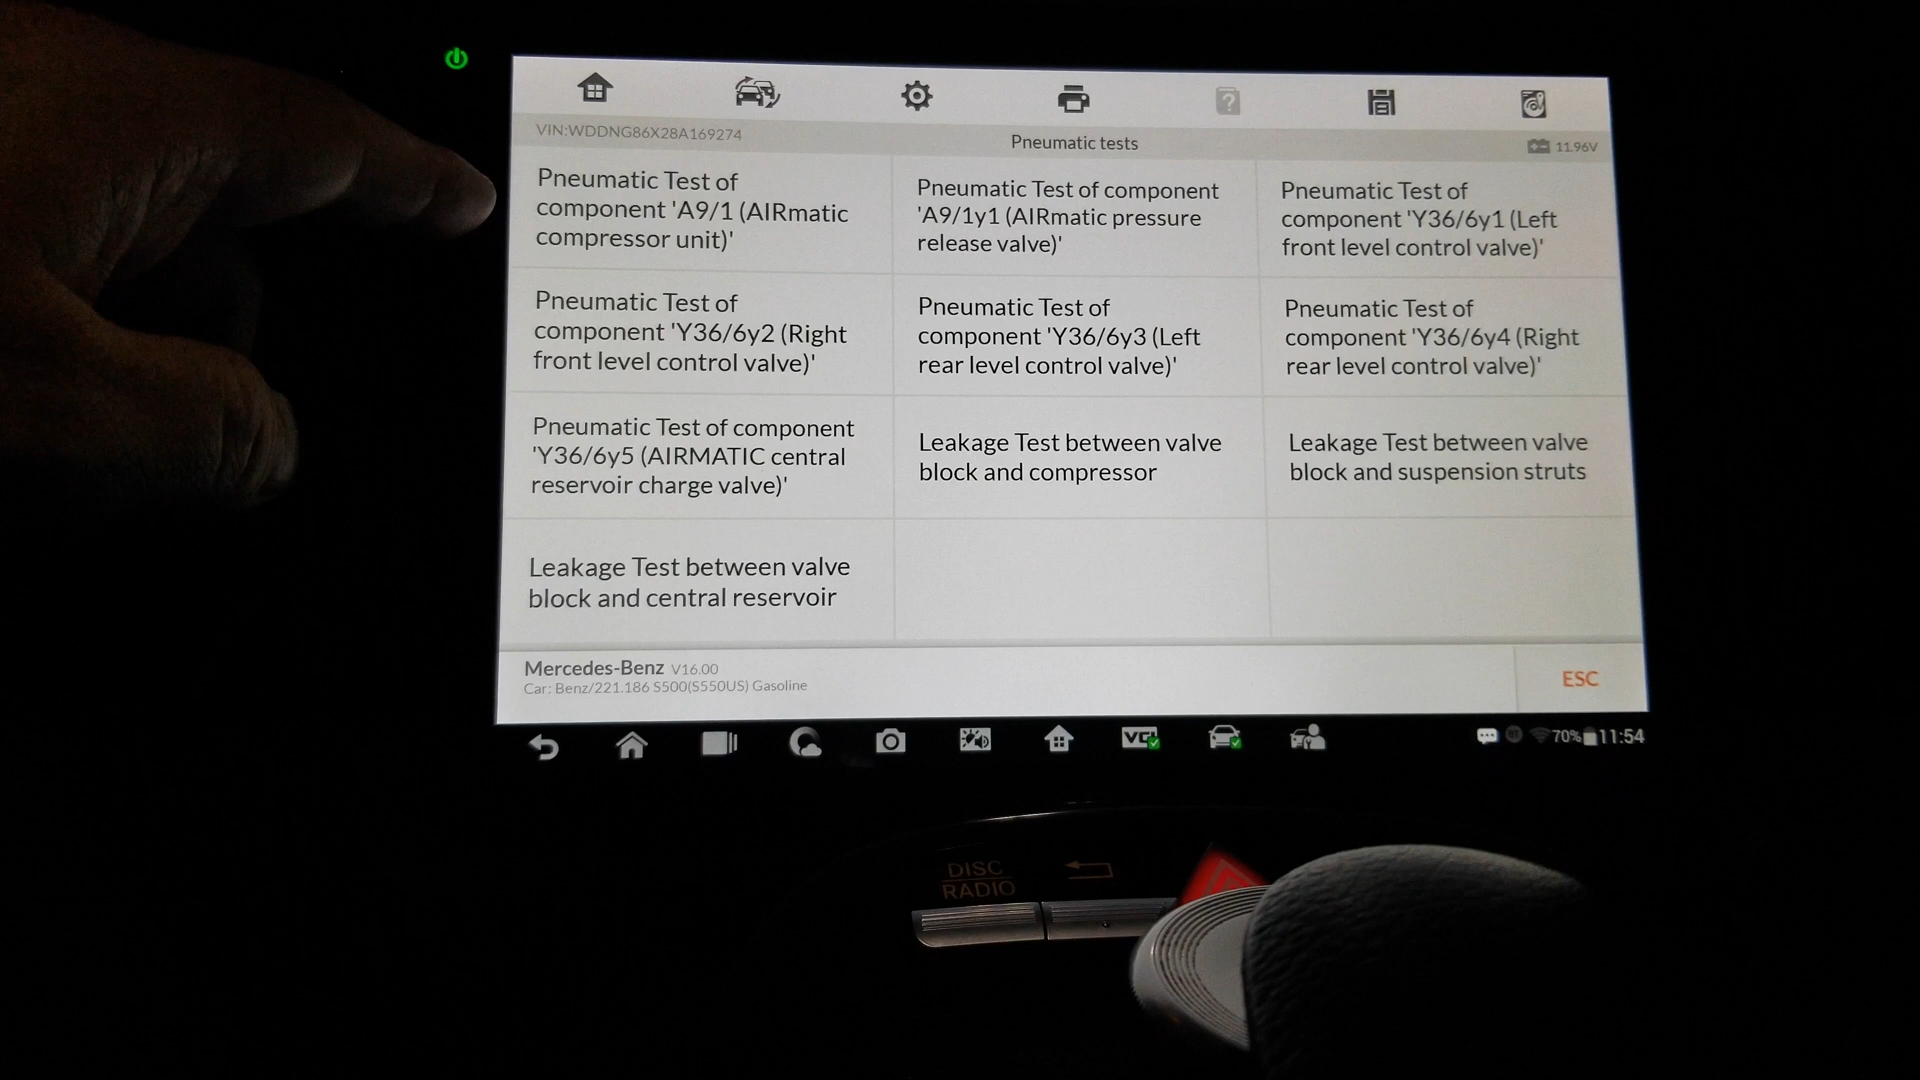 VIN:WDDNG86X28A169274
Pneumatic tests
11.96V
Pneumatic Test of
component 'A9/1 (AIRmatic
compressor unit)'
Pneumatic Test of component
'A9/1y1 (AIRmatic pressure
release valve)'
Pneumatic Test of
component 'Y36/6y1 (Left
front level control valve)'
Pneumatic Test of
component 'Y36/6y2 (Right
front level control valve)'
Pneumatic Test of
component 'Y36/6y3 (Left
rear level control valve)'
Pneumatic Test of
component 'Y36/6y4 (Right
rear level control valve)'
Pneumatic Test of component
'Y36/6y5 (AIRMATIC central
reservoir charge valve)'
Leakage Test between valve
block and compressor
Leakage Test between valve
block and suspension struts
Leakage Test between valve
block and central reservoir
Mercedes-Benz V16.00
Car: Benz/221.186 S500(S550US) Gasoline
ESC
VCI
70% 11:54
DISC
RADIO